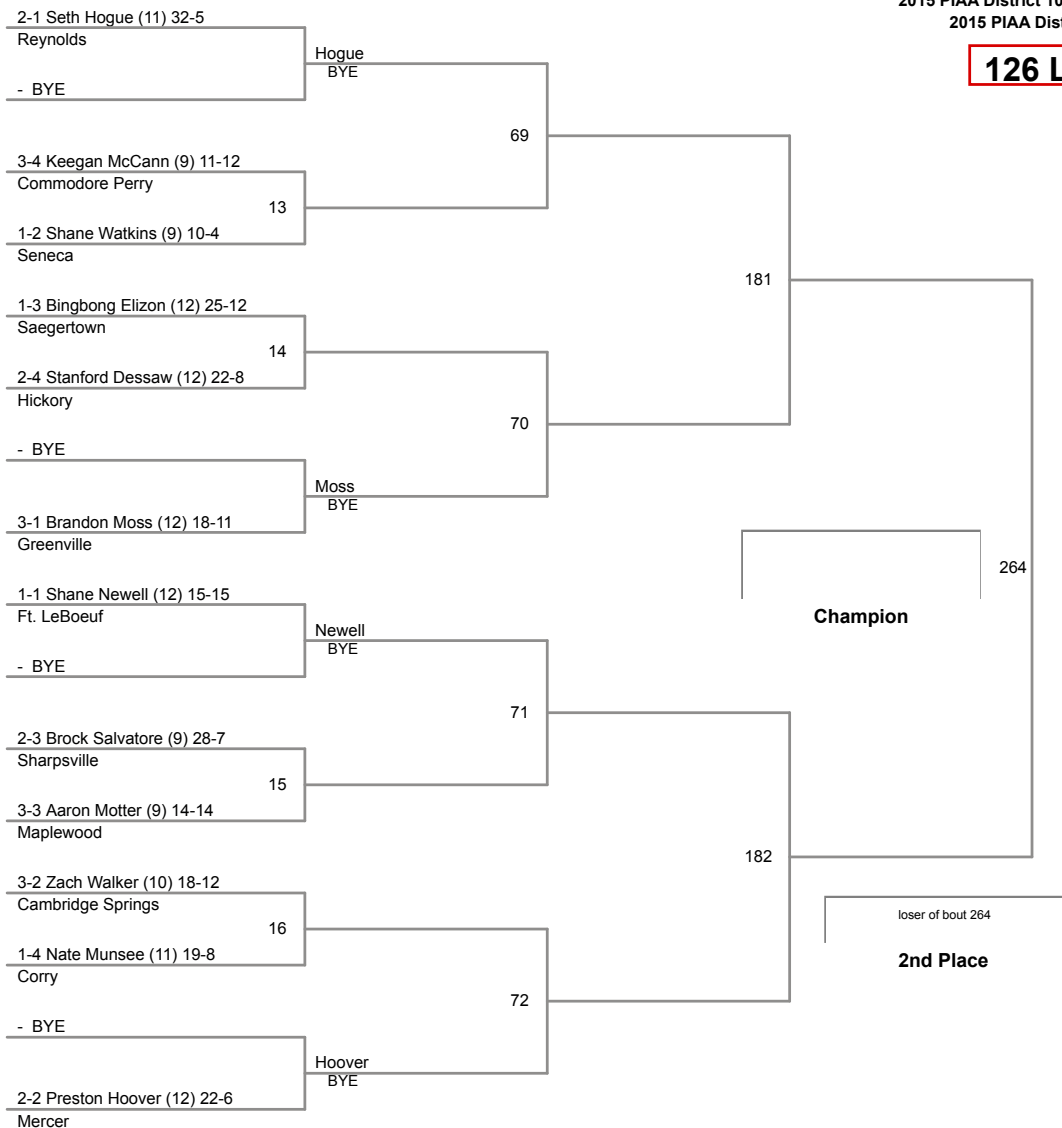 2015 PIAA District 10
2015 PIAA Dist
126 L
2-1 Seth Hogue (11) 32-5
Reynolds
Hogue
BYE
- BYE
69
3-4 Keegan McCann (9) 11-12
Commodore Perry
13
1-2 Shane Watkins (9) 10-4
Seneca
181
1-3 Bingbong Elizon (12) 25-12
Saegertown
14
2-4 Stanford Dessaw (12) 22-8
Hickory
70
- BYE
Moss
BYE
3-1 Brandon Moss (12) 18-11
Greenville
264
Champion
1-1 Shane Newell (12) 15-15
Ft. LeBoeuf
Newell
BYE
- BYE
71
2-3 Brock Salvatore (9) 28-7
Sharpsville
15
3-3 Aaron Motter (9) 14-14
Maplewood
182
3-2 Zach Walker (10) 18-12
Cambridge Springs
16
loser of bout 264
2nd Place
1-4 Nate Munsee (11) 19-8
Corry
72
- BYE
Hoover
BYE
2-2 Preston Hoover (12) 22-6
Mercer